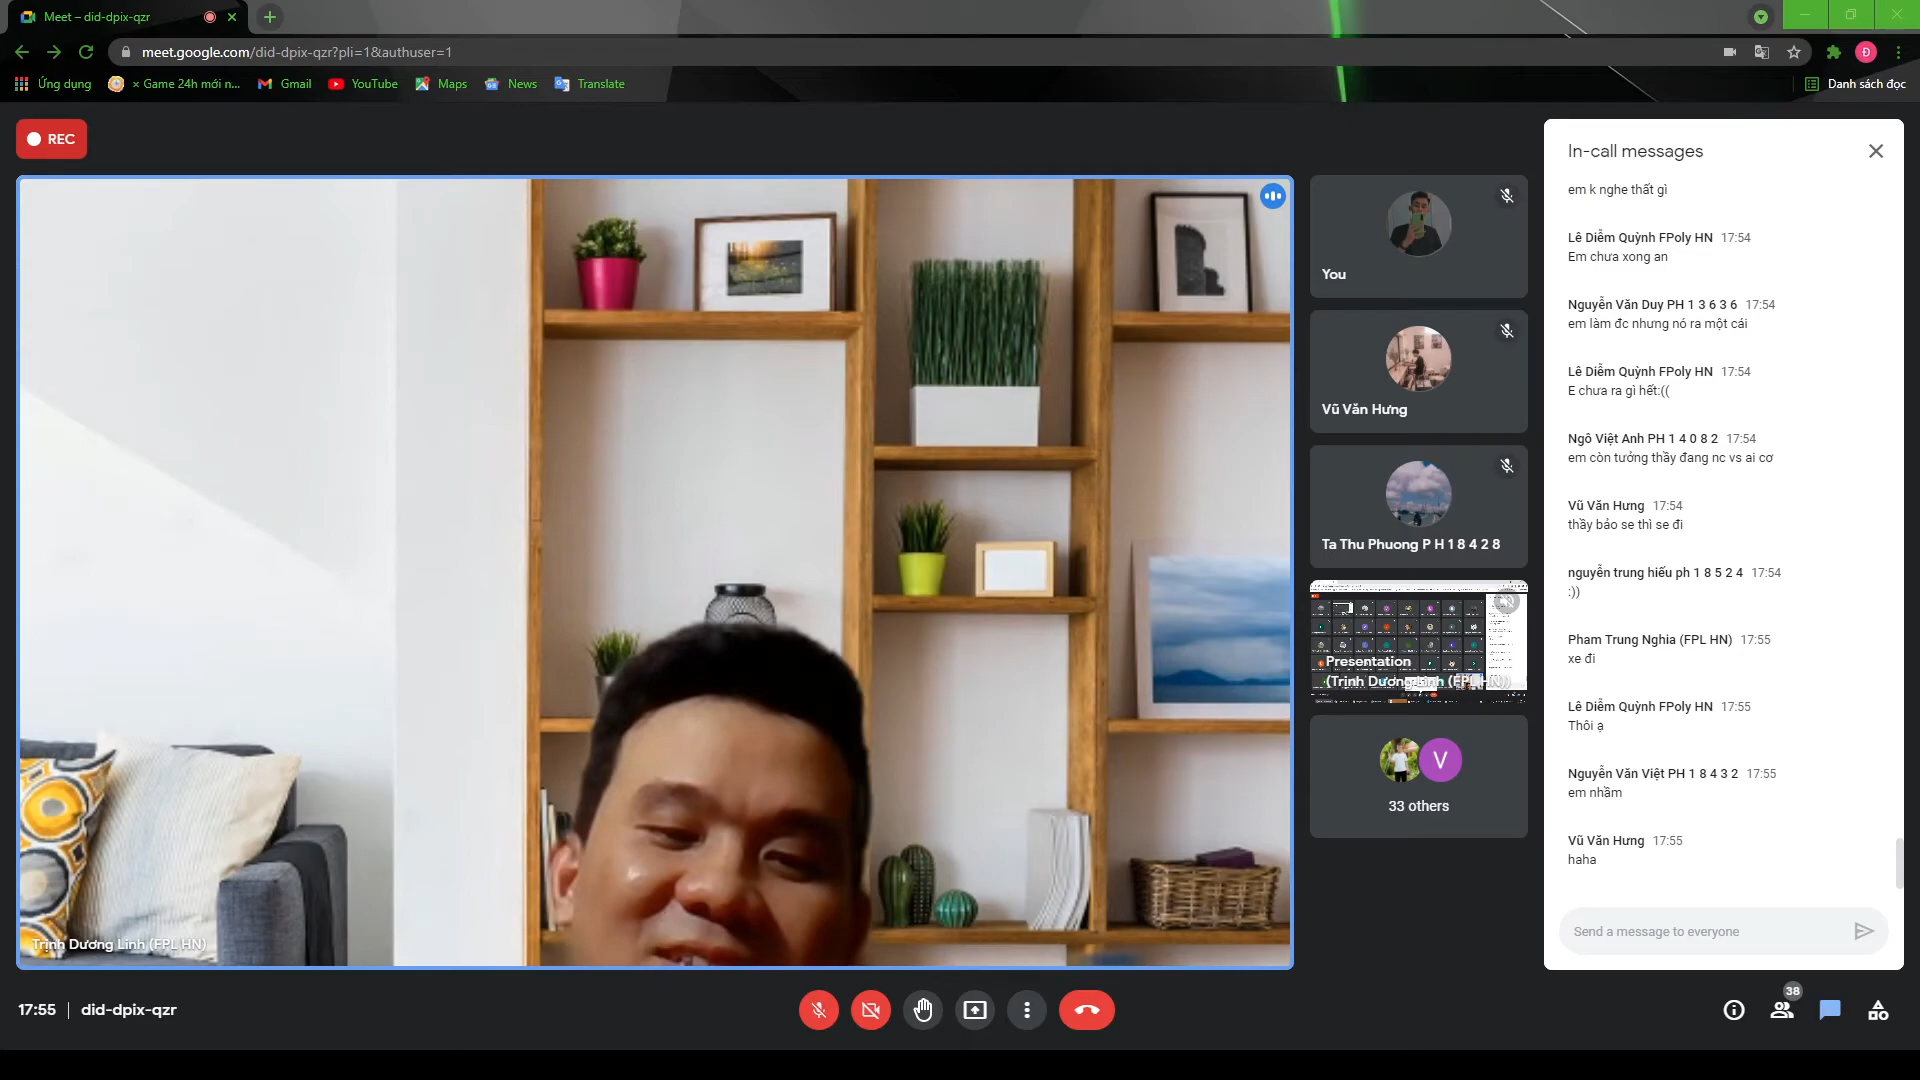 Meet – did-dpix-qzr
meet.google.com/did-dpix-qzr?pli=1&authuser=1
Đ
Ứng dụng
× Game 24h mới n...
Gmail
YouTube
Maps
News
Translate
Danh sách đọc
REC
Trịnh Dương Linh (FPL HN)
You
Vũ Văn Hưng
Ta Thu Phuong P H 1 8 4 2 8
Presentation
(Trịnh Dương Linh (FPL HN))
V
33 others
In-call messages
em k nghe thất gì
Lê Diễm Quỳnh FPoly HN 17:54
Em chưa xong an
Nguyễn Văn Duy PH 1 3 6 3 6 17:54
em làm đc nhưng nó ra một cái
Lê Diễm Quỳnh FPoly HN 17:54
E chưa ra gì hết:((
Ngô Việt Anh PH 1 4 0 8 2 17:54
em còn tưởng thầy đang nc vs ai cơ
Vũ Văn Hưng 17:54
thầy bảo se thì se đi
nguyễn trung hiếu ph 1 8 5 2 4 17:54
:))
Pham Trung Nghia (FPL HN) 17:55
xe đi
Lê Diễm Quỳnh FPoly HN 17:55
Thôi ạ
Nguyễn Văn Việt PH 1 8 4 3 2 17:55
em nhầm
Vũ Văn Hưng 17:55
haha
Send a message to everyone
17:55 | did-dpix-qzr
38